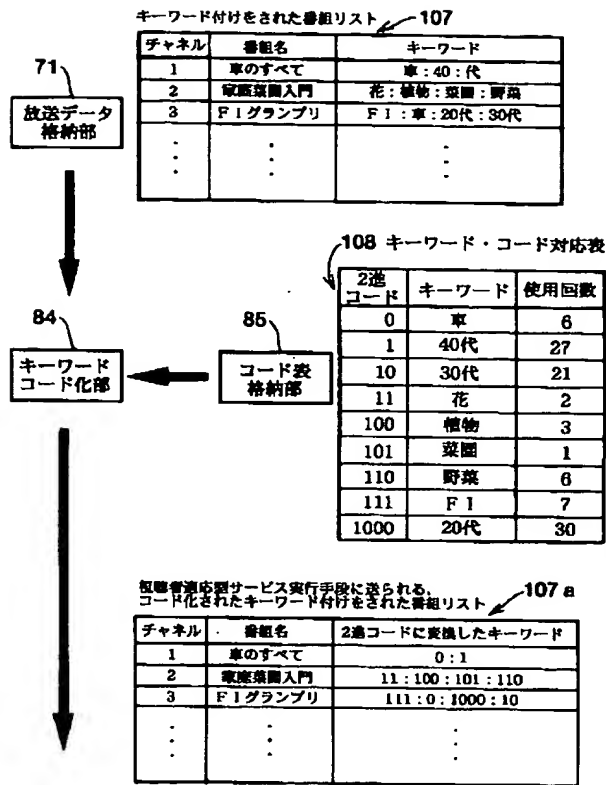 キーワード付けをされた番組リスト 107
チャネル 番組名 キーワード
1 車のすべて 車:40:代
2 家庭菜園入門 花:植物:菜園:野菜
3 F1グランプリ F1:車:20代:30代
71
放送データ
格納部
108 キーワード・コード対応表
2進
コード キーワード 使用回数
0 車 6
1 40代 27
10 30代 21
11 花 2
100 植物 3
101 菜園 1
110 野菜 6
111 F1 7
1000 20代 30
84
キーワード
コード化部
85
コード表
格納部
視聴者適応型サービス実行手段に送られる,
コード化されたキーワード付けをされた番組リスト 107a
チャネル 番組名 2進コードに変換したキーワード
1 車のすべて 0:1
2 家庭菜園入門 11:100:101:110
3 F1グランプリ 111:0:1000:10